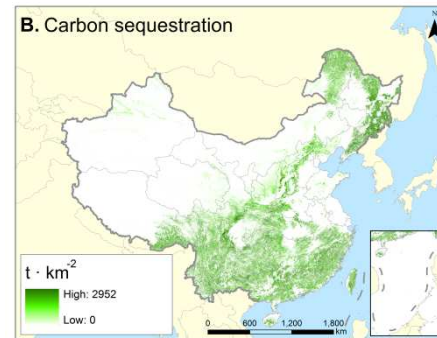 B. Carbon sequestration
N
t · km⁻²
High: 2952
Low: 0
0 600 1,200 1,800
km